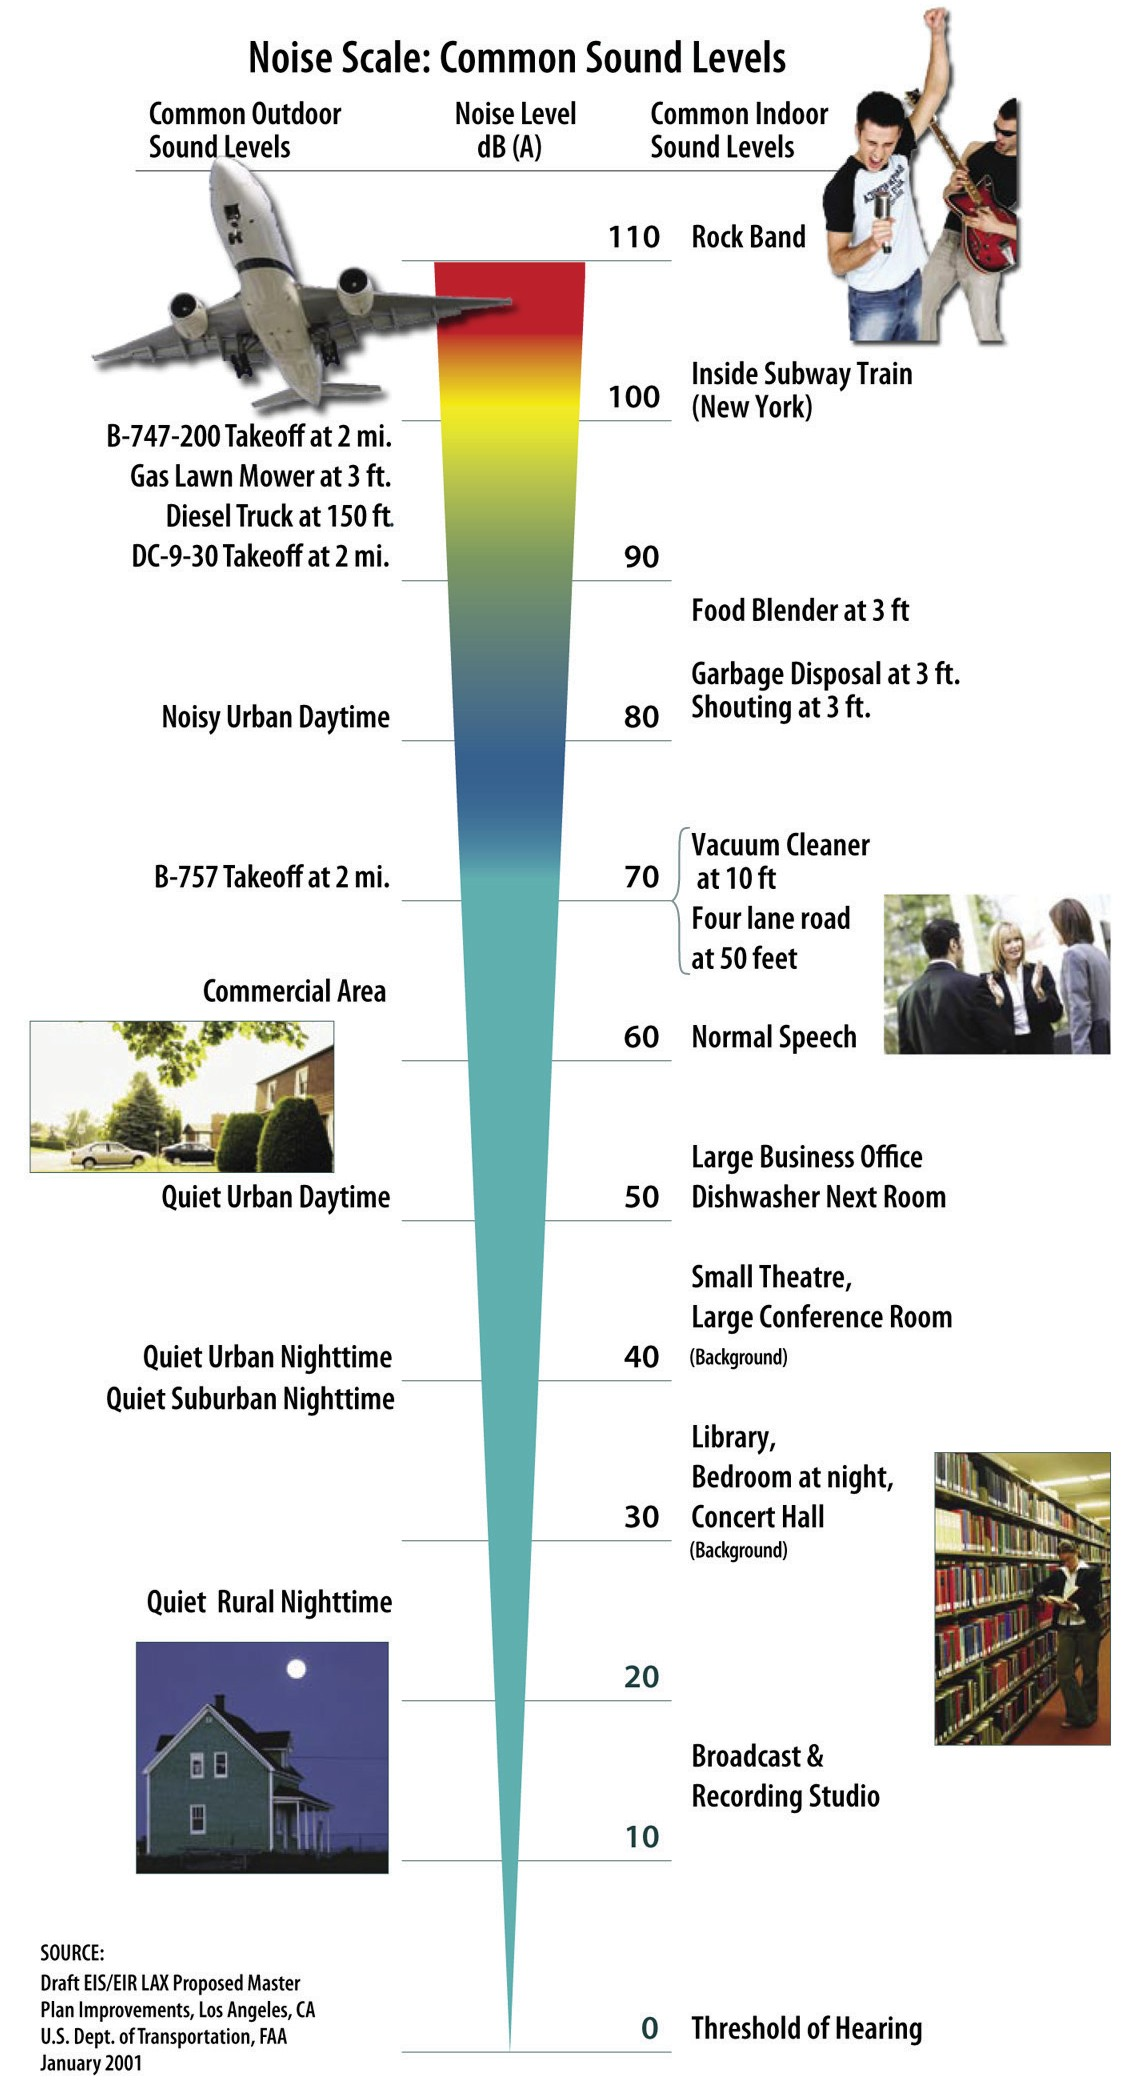 Noise Scale: Common Sound Levels
Common Outdoor
Sound Levels
Noise Level
dB (A)
Common Indoor
Sound Levels
110 Rock Band
100
Inside Subway Train
(New York)
B-747-200 Takeoff at 2 mi.
Gas Lawn Mower at 3 ft.
Diesel Truck at 150 ft.
DC-9-30 Takeoff at 2 mi.
90
Food Blender at 3 ft
Garbage Disposal at 3 ft.
Shouting at 3 ft.
Noisy Urban Daytime
80
B-757 Takeoff at 2 mi.
70
Vacuum Cleaner
at 10 ft
Four lane road
at 50 feet
Commercial Area
60 Normal Speech
Large Business Office
Quiet Urban Daytime
50
Dishwasher Next Room
Small Theatre,
Large Conference Room
(Background)
Quiet Urban Nighttime
40
Quiet Suburban Nighttime
Library,
Bedroom at night,
30
Concert Hall
(Background)
Quiet Rural Nighttime
20
Broadcast &
Recording Studio
10
0 Threshold of Hearing
SOURCE:
Draft EIS/EIR LAX Proposed Master
Plan Improvements, Los Angeles, CA
U.S. Dept. of Transportation, FAA
January 2001